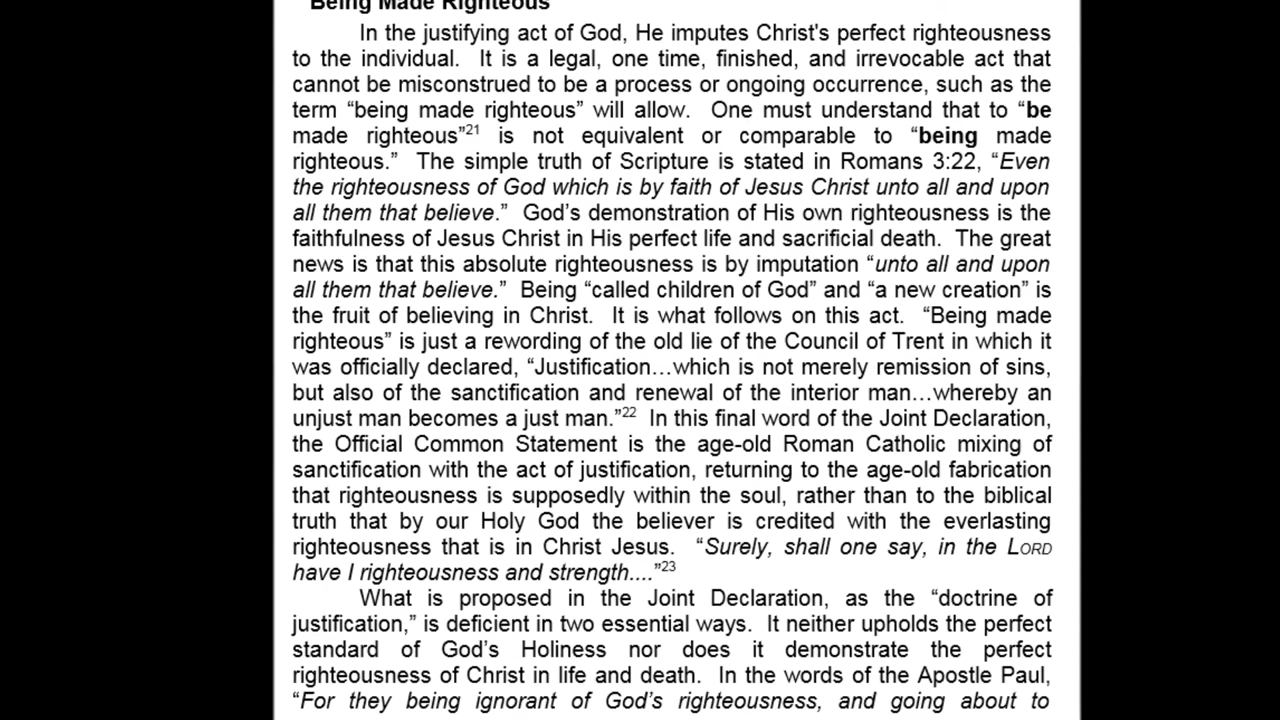 "Being Made Righteous"
In the justifying act of God, He imputes Christ's perfect righteousness
to the individual. It is a legal, one time, finished, and irrevocable act that
cannot be misconstrued to be a process or ongoing occurrence, such as the
term “being made righteous” will allow. One must understand that to “be
made righteous”21 is not equivalent or comparable to “being made
righteous.” The simple truth of Scripture is stated in Romans 3:22, “Even
the righteousness of God which is by faith of Jesus Christ unto all and upon
all them that believe.” God’s demonstration of His own righteousness is the
faithfulness of Jesus Christ in His perfect life and sacrificial death. The great
news is that this absolute righteousness is by imputation “unto all and upon
all them that believe.” Being “called children of God” and “a new creation” is
the fruit of believing in Christ. It is what follows on this act. “Being made
righteous” is just a rewording of the old lie of the Council of Trent in which it
was officially declared, “Justification…which is not merely remission of sins,
but also of the sanctification and renewal of the interior man…whereby an
unjust man becomes a just man.”22 In this final word of the Joint Declaration,
the Official Common Statement is the age-old Roman Catholic mixing of
sanctification with the act of justification, returning to the age-old fabrication
that righteousness is supposedly within the soul, rather than to the biblical
truth that by our Holy God the believer is credited with the everlasting
righteousness that is in Christ Jesus. “Surely, shall one say, in the LORD
have I righteousness and strength....”23
What is proposed in the Joint Declaration, as the “doctrine of
justification,” is deficient in two essential ways. It neither upholds the perfect
standard of God’s Holiness nor does it demonstrate the perfect
righteousness of Christ in life and death. In the words of the Apostle Paul,
“For they being ignorant of God’s righteousness, and going about to